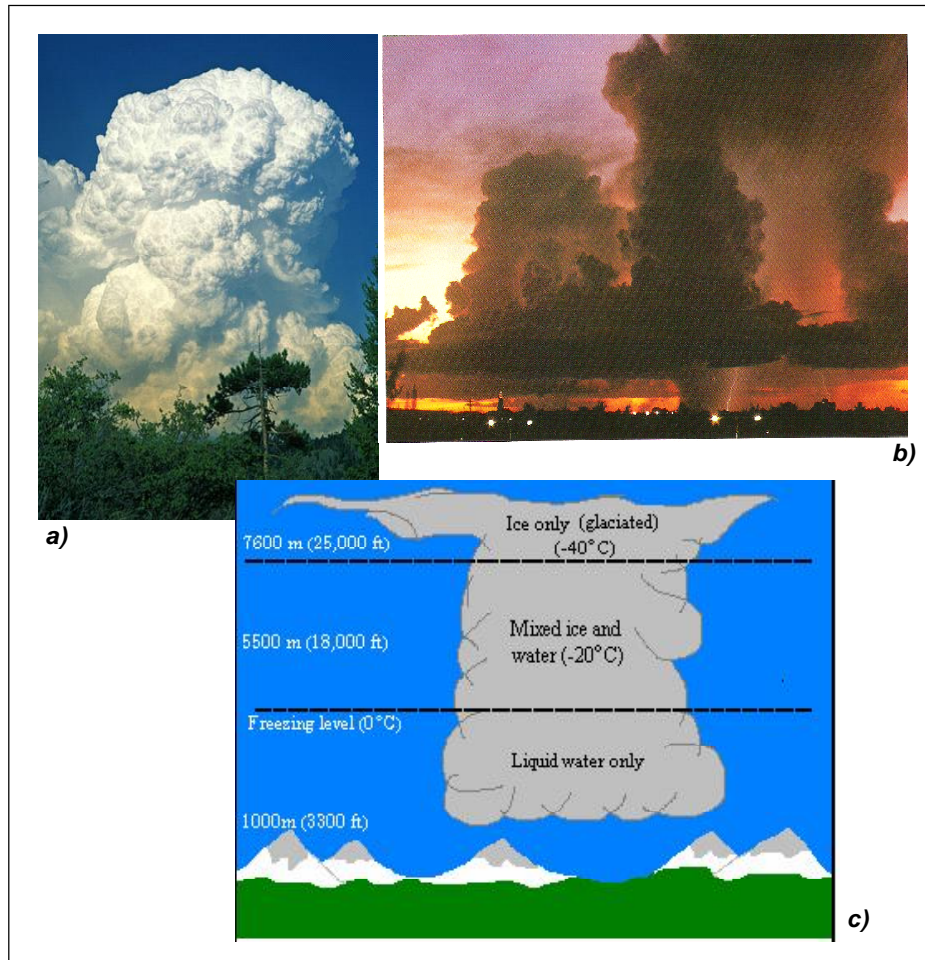 b)
a)
Ice only (glaciated)
(-40°C)
7600 m (25,000 ft)
Mixed ice and
water (-20°C)
5500 m (18,000 ft)
Freezing level (0°C)
Liquid water only
1000m (3300 ft)
c)